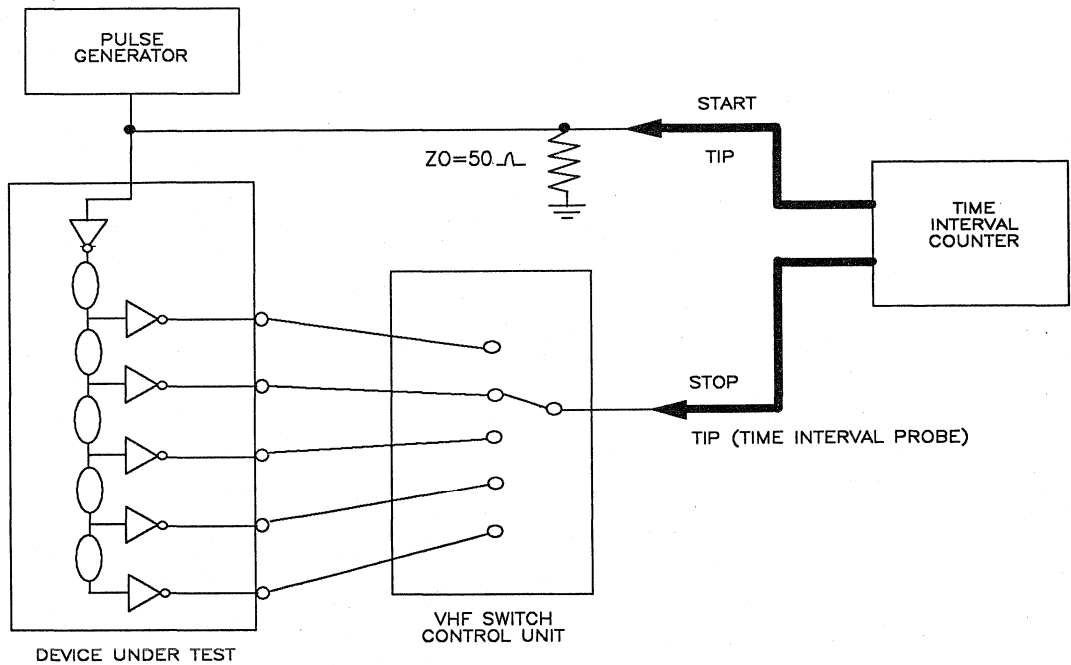 PULSE
GENERATOR
START
TIP
ZO=50
TIME
INTERVAL
COUNTER
STOP
TIP (TIME INTERVAL PROBE)
VHF SWITCH
CONTROL UNIT
DEVICE UNDER TEST